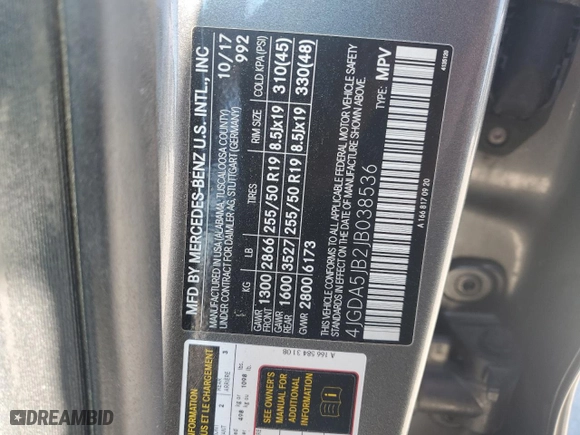 MFD BY MERCEDES-BENZ U.S. INTL., INC
MANUFACTURED IN USA (ALABAMA, TUSCALOOSA COUNTY) 10/17
UNDER CONTRACT FOR DAIMLER AG, STUTTGART (GERMANY) 992
KG LB TIRES RIM SIZE COLD KPA (PSI)
GAWR FRONT 1300 2866 255/50 R19 8.5Jx19 310(45)
GAWR REAR 1600 3527 255/50 R19 8.5Jx19 330(48)
GVWR 2800 6173
THIS VEHICLE CONFORMS TO ALL APPLICABLE FEDERAL MOTOR VEHICLE SAFETY
STANDARDS IN EFFECT ON THE DATE OF MANUFACTURE SHOWN ABOVE.
4JGDA5JB2JB038536 TYPE: MPV
A 166 817 09 20
A 166 584 31 08
SEE OWNER'S
MANUAL FOR
ADDITIONAL
INFORMATION
US ET LE CHARGEMENT
REAR 3
ARRIÈRE
2
DREAMBID